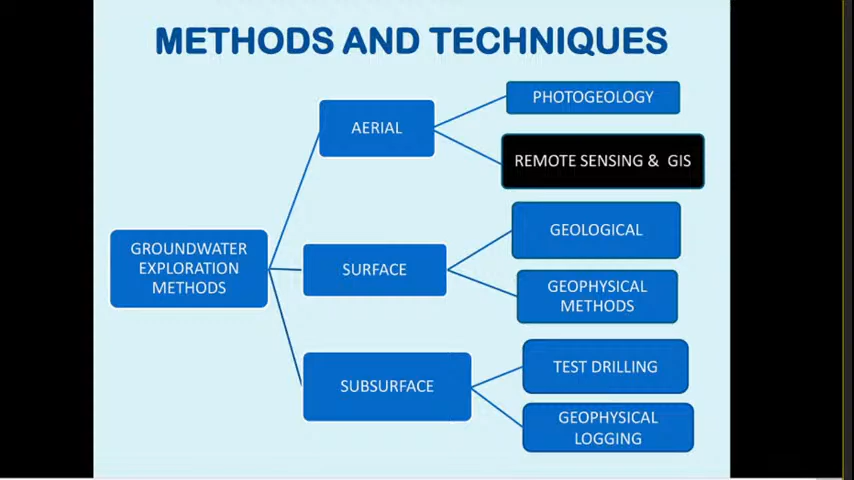 METHODS AND TECHNIQUES
PHOTOGEOLOGY
AERIAL
REMOTE SENSING & GIS
GEOLOGICAL
GROUNDWATER
EXPLORATION
METHODS
SURFACE
GEOPHYSICAL
METHODS
TEST DRILLING
SUBSURFACE
GEOPHYSICAL
LOGGING